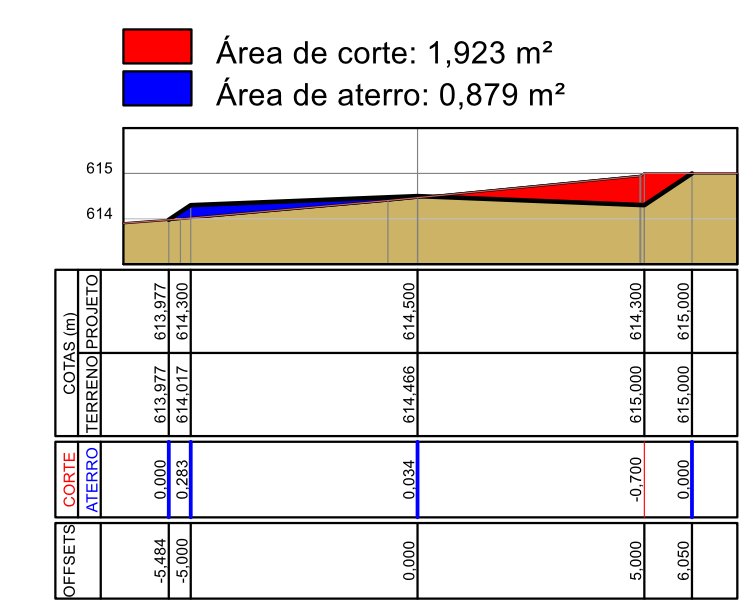 Área de corte: 1,923 m²
Área de aterro: 0,879 m²
615
614
COTAS (m)
PROJETO
613,977
614,300
614,500
614,300
615,000
TERRENO
613,977
614,017
614,466
615,000
615,000
CORTE
ATERRO
0,000
0,283
0,034
-0,700
0,000
OFFSETS
-5,484
-5,000
0,000
5,000
6,050